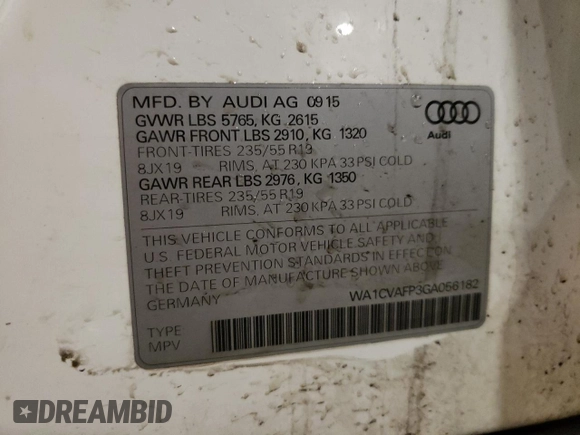 MFD. BY AUDI AG 0915
GVWR LBS 5765, KG 2615
GAWR FRONT LBS 2910, KG 1320
FRONT-TIRES 235/55 R19
8JX19 RIMS, AT 230 KPA 33 PSI COLD
GAWR REAR LBS 2976, KG 1350
REAR-TIRES 235/55 R19
8JX19 RIMS, AT 230 KPA 33 PSI COLD
Audi
THIS VEHICLE CONFORMS TO ALL APPLICABLE
U.S. FEDERAL MOTOR VEHICLE SAFETY AND
THEFT PREVENTION STANDARDS IN EFFECT ON
THE DATE OF MANUFACTURE SHOWN ABOVE.
GERMANY
WA1CVAFP3GA056182
TYPE
MPV
DREAMBID